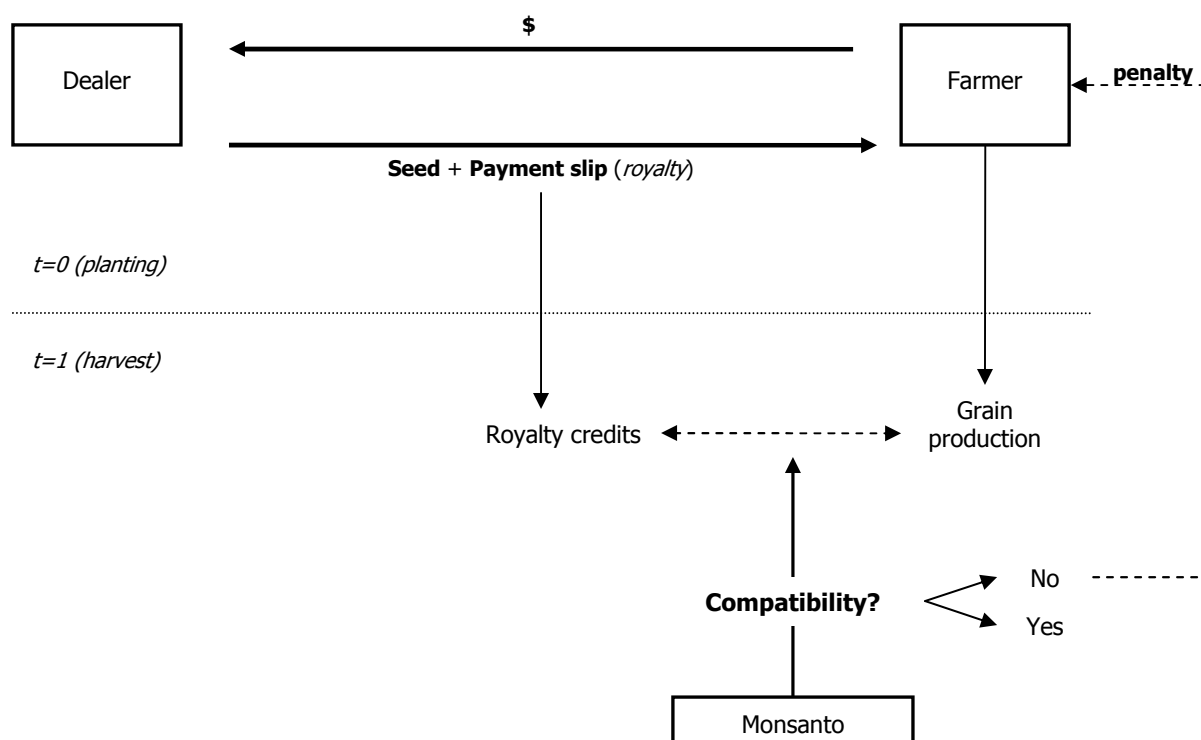 $
Dealer
Farmer
penalty
Seed + Payment slip (royalty)
t=0 (planting)
t=1 (harvest)
Royalty credits
Grain
production
Compatibility?
No
Yes
Monsanto